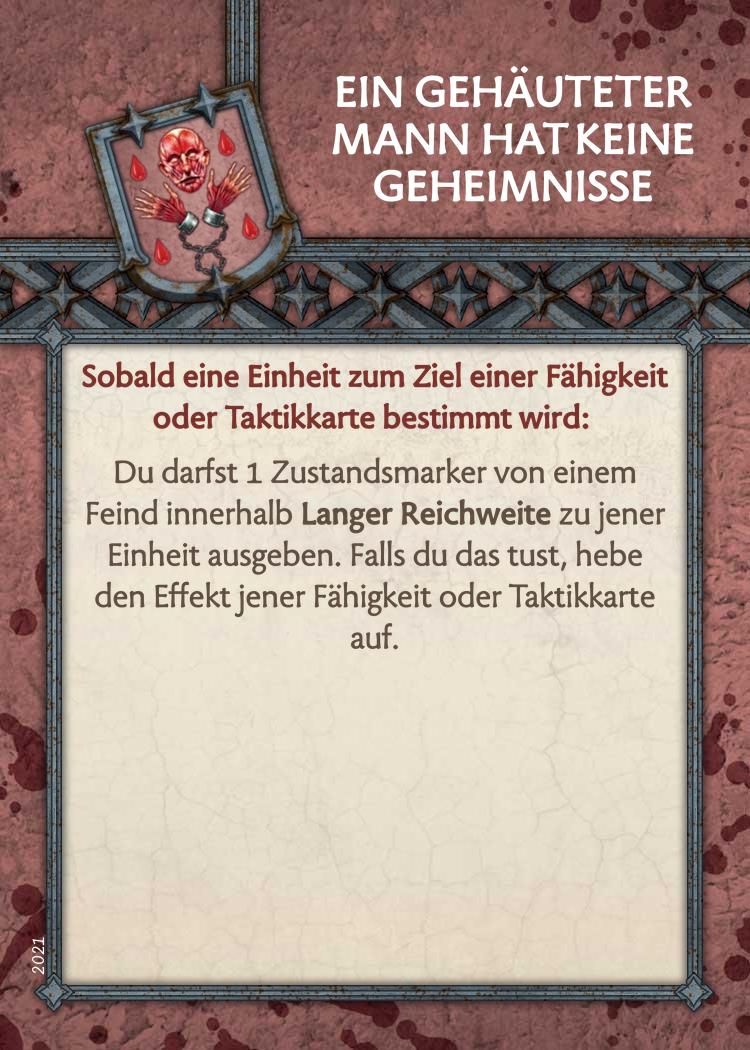 EIN GEHÄUTETER
MANN HAT KEINE
GEHEIMNISSE
Sobald eine Einheit zum Ziel einer Fähigkeit
oder Taktikkarte bestimmt wird:
Du darfst 1 Zustandsmarker von einem
Feind innerhalb Langer Reichweite zu jener
Einheit ausgeben. Falls du das tust, hebe
den Effekt jener Fähigkeit oder Taktikkarte
auf.
2021